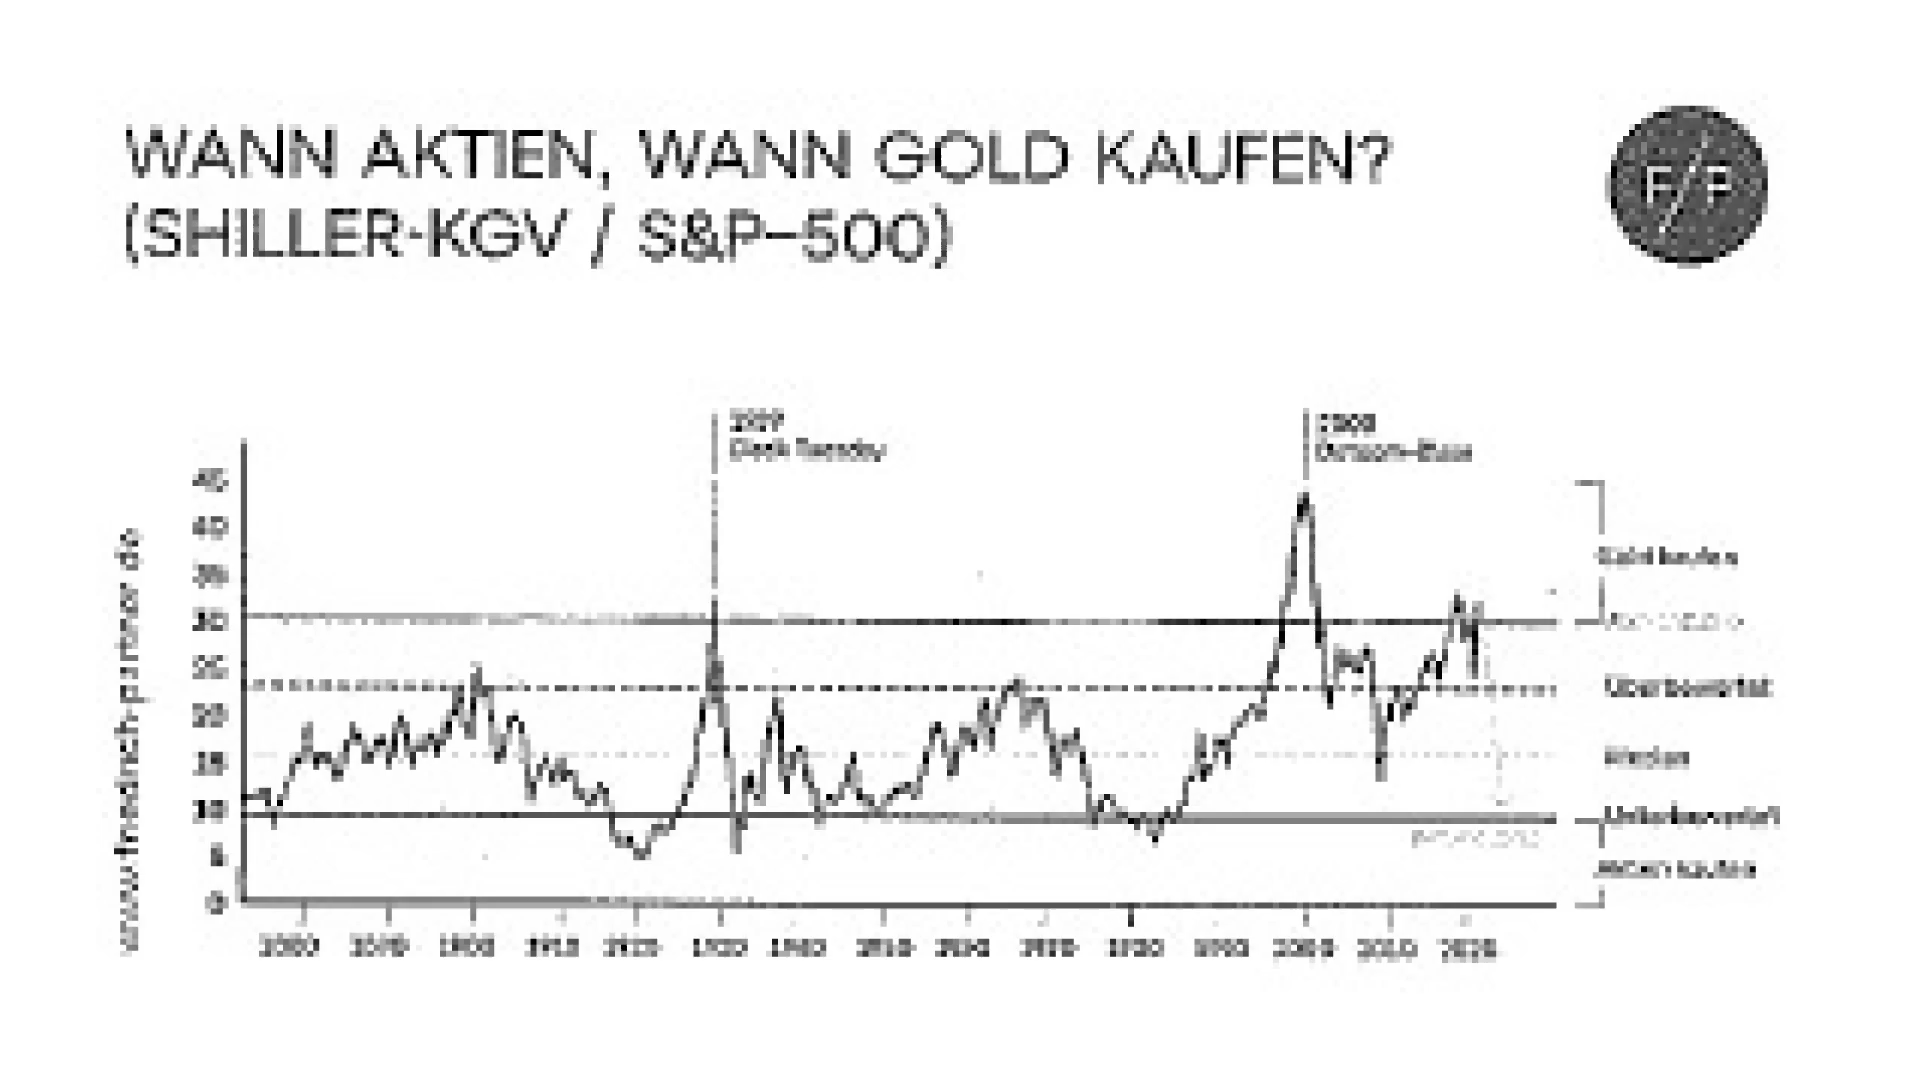 WANN AKTIEN, WANN GOLD KAUFEN?
(SHILLER-KGV / S&P-500)
F/P
1929
Black Tuesday
2000
Dotcom-Blase
45
40
35
30
25
20
15
10
5
0
Gold kaufen
Überbewertet
Median
Unterbewertet
Aktien kaufen
1880 1890 1900 1910 1920 1930 1940 1950 1960 1970 1980 1990 2000 2010 2020
www.friedrich-partner.de